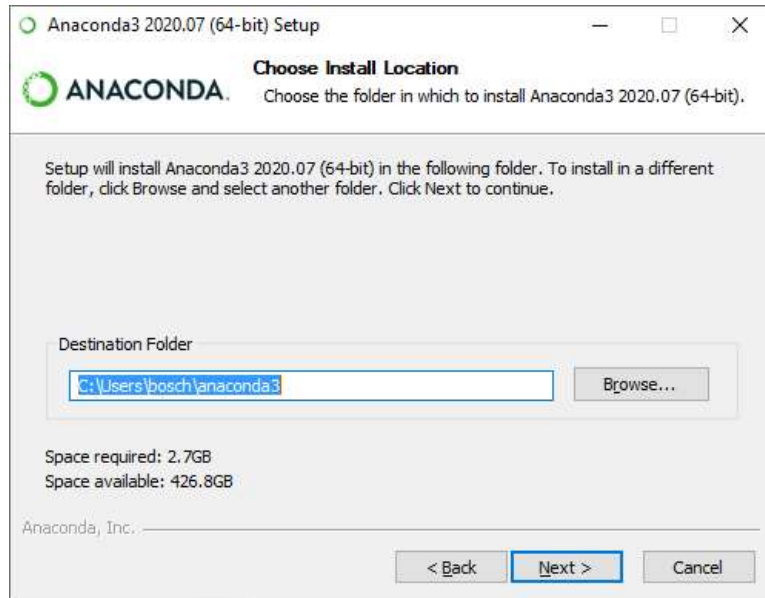 Anaconda3 2020.07 (64-bit) Setup
ANACONDA.
Choose Install Location
Choose the folder in which to install Anaconda3 2020.07 (64-bit).
Setup will install Anaconda3 2020.07 (64-bit) in the following folder. To install in a different
folder, click Browse and select another folder. Click Next to continue.
Destination Folder
C:\Users\bosch\anaconda3
Browse...
Space required: 2.7GB
Space available: 426.8GB
Anaconda, Inc.
< Back
Next >
Cancel